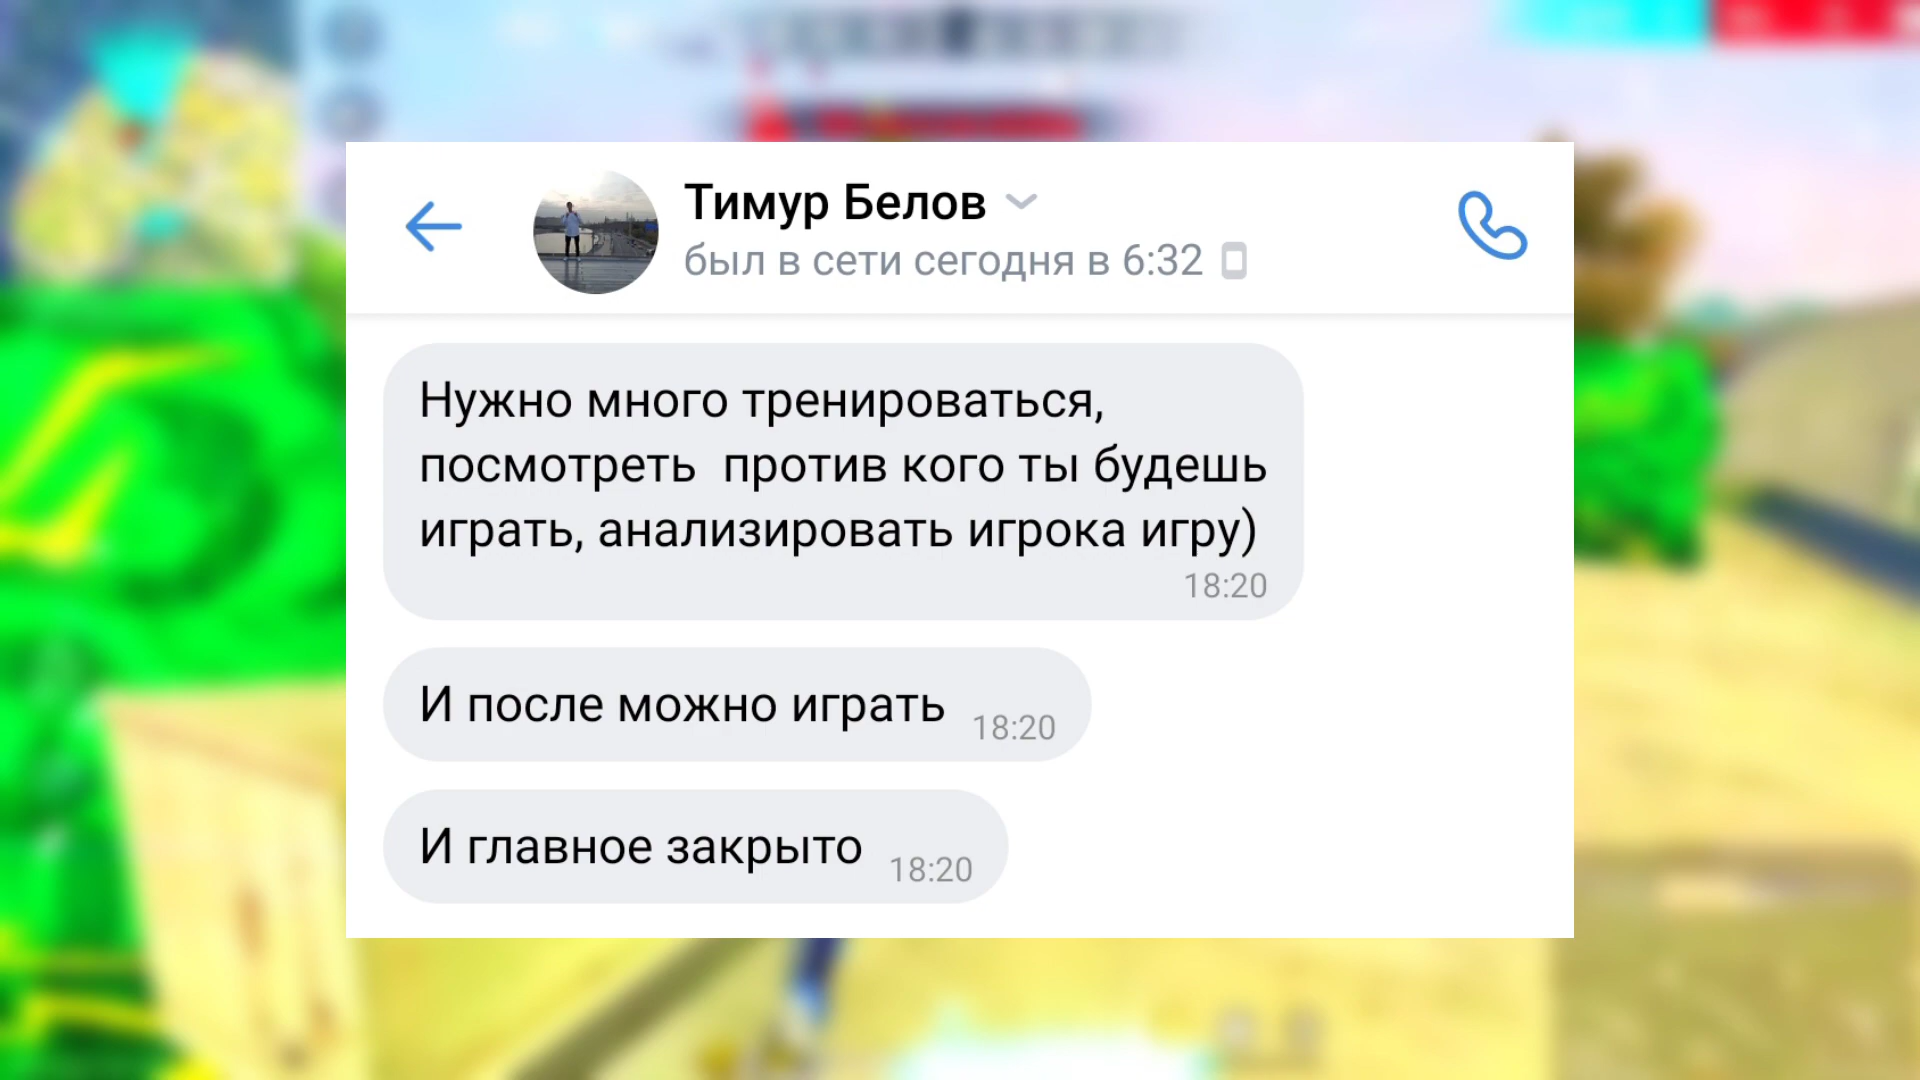 Тимур Белов
был в сети сегодня в 6:32
Нужно много тренироваться,
посмотреть  против кого ты будешь
играть, анализировать игрока игру)
18:20
И после можно играть 18:20
И главное закрыто 18:20